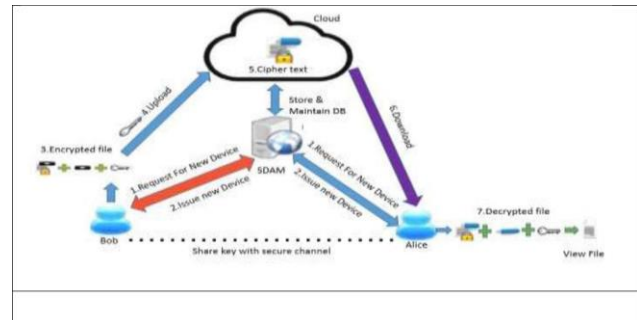 Cloud
5.Cipher text
4.Upload
Store &
Maintain DB
6.Download
3.Encrypted file
1.Request For New Device
2.Issue new Device
SDAM
1.Request For New Device
2.Issue new Device
7.Decrypted file
Bob
Alice
View File
Share key with secure channel